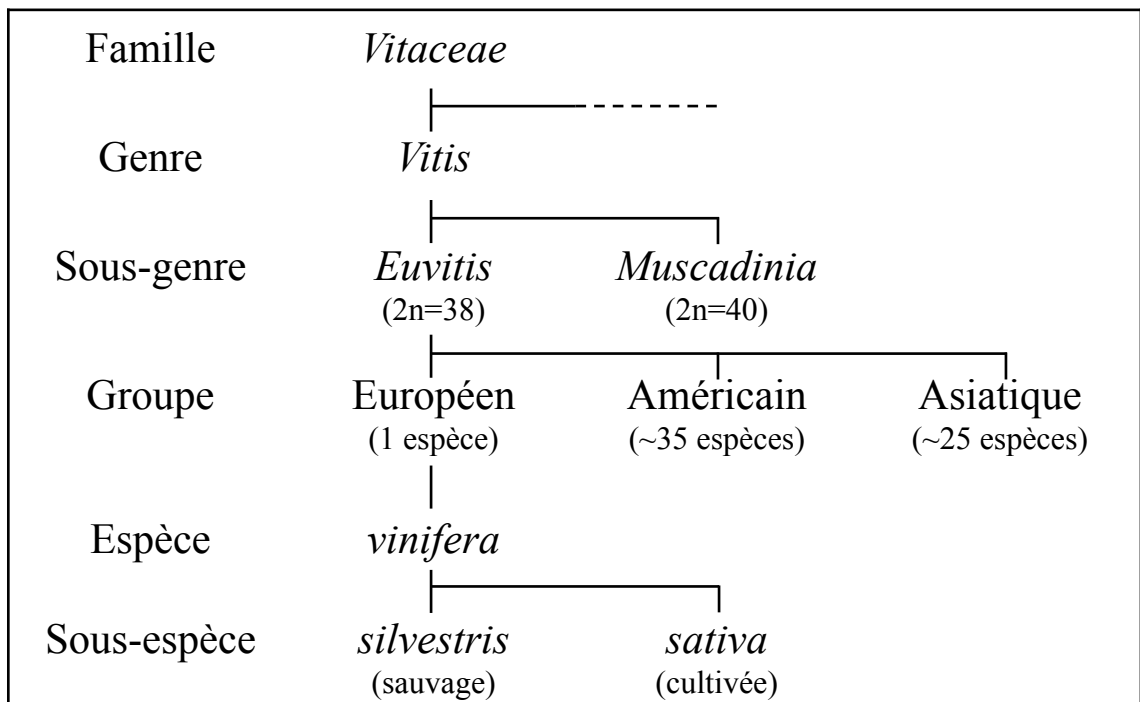 Famille Vitaceae
Genre Vitis
Sous-genre Euvitis Muscadinia
(2n=38) (2n=40)
Groupe Européen Américain Asiatique
(1 espèce) (~35 espèces) (~25 espèces)
Espèce vinifera
Sous-espèce silvestris sativa
(sauvage) (cultivée)